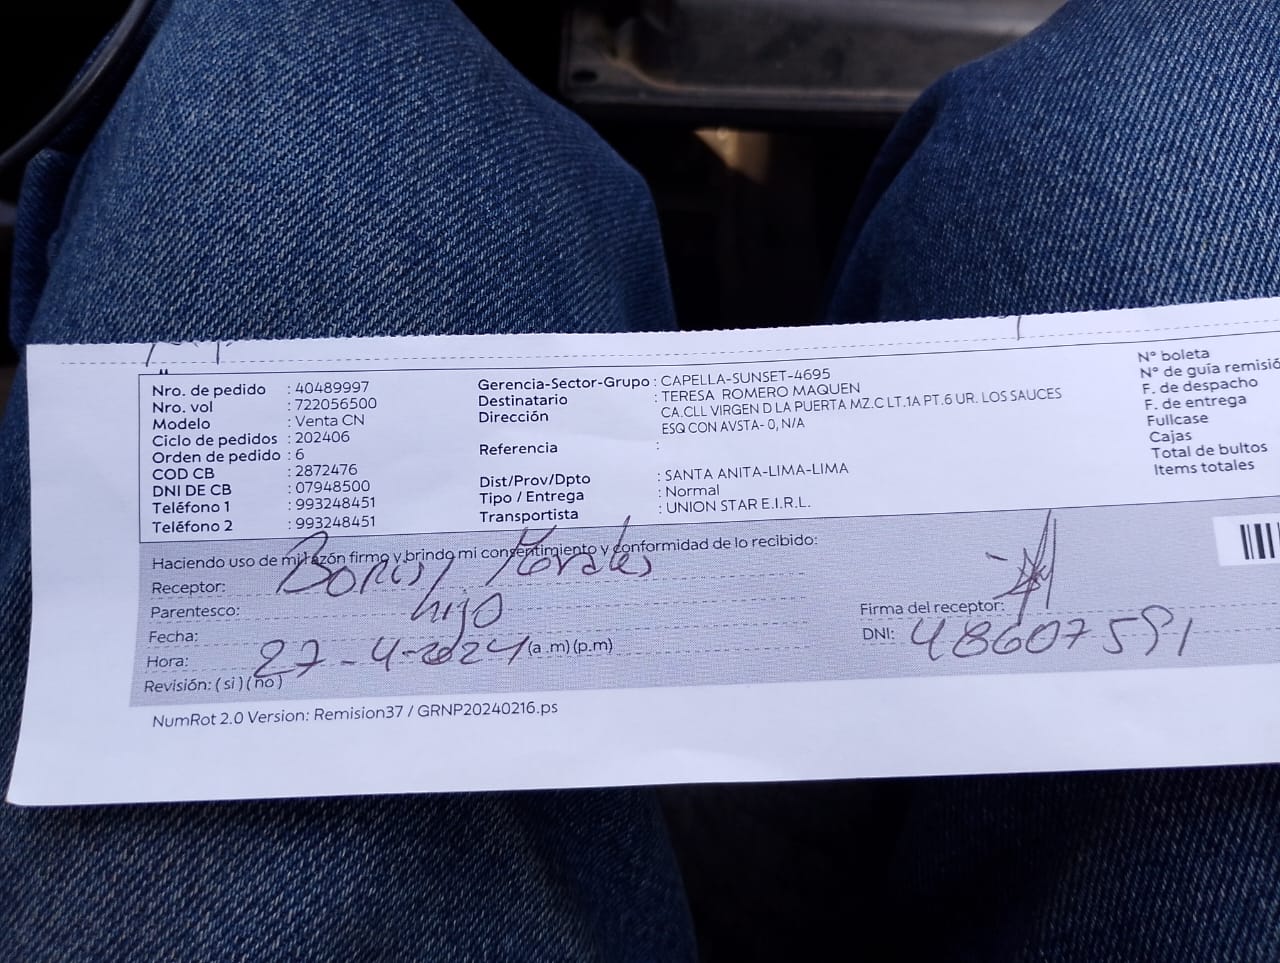 Nro. de pedido : 40489997
Nro. vol : 722056500
Modelo : Venta CN
Ciclo de pedidos : 202406
Orden de pedido : 6
COD CB : 2872476
DNI DE CB : 07948500
Teléfono 1 : 993248451
Teléfono 2 : 993248451
Gerencia-Sector-Grupo : CAPELLA-SUNSET-4695
Destinatario : TERESA ROMERO MAQUEN
Dirección CA.CLL VIRGEN D LA PUERTA MZ.C LT.1A PT.6 UR. LOS SAUCES
ESQ CON AVSTA- 0, N/A
Referencia :
Dist/Prov/Dpto : SANTA ANITA-LIMA-LIMA
Tipo / Entrega : Normal
Transportista : UNION STAR E.I.R.L.
N° boleta
N° de guía remisió
F. de despacho
F. de entrega
Fullcase
Cajas
Total de bultos
Items totales
Haciendo uso de mi razón firmo y brindo mi consentimiento y conformidad de lo recibido:
Receptor: Boris Morales
Parentesco: hijo
Fecha:
Hora: 27-4-2024 (a .m) (p.m)
Revisión: ( si ) ( no )
Firma del receptor:
DNI: 48607591
NumRot 2.0 Version: Remision37 / GRNP20240216.ps